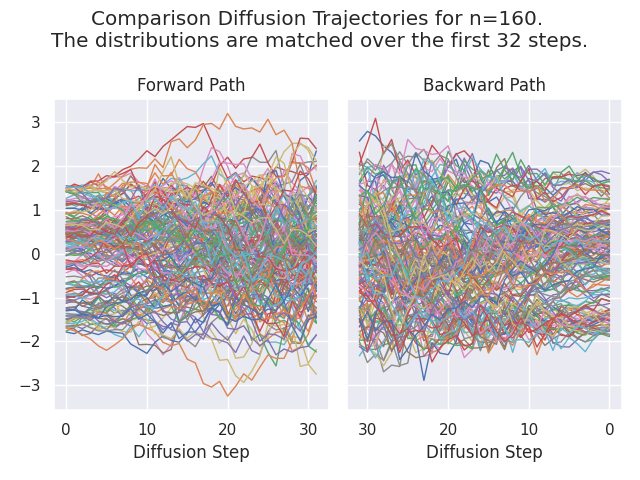 Comparison Diffusion Trajectories for n=160.
The distributions are matched over the first 32 steps.
Forward Path
Backward Path
3
2
1
0
−1
−2
−3
0 10 20 30
30 20 10 0
Diffusion Step
Diffusion Step